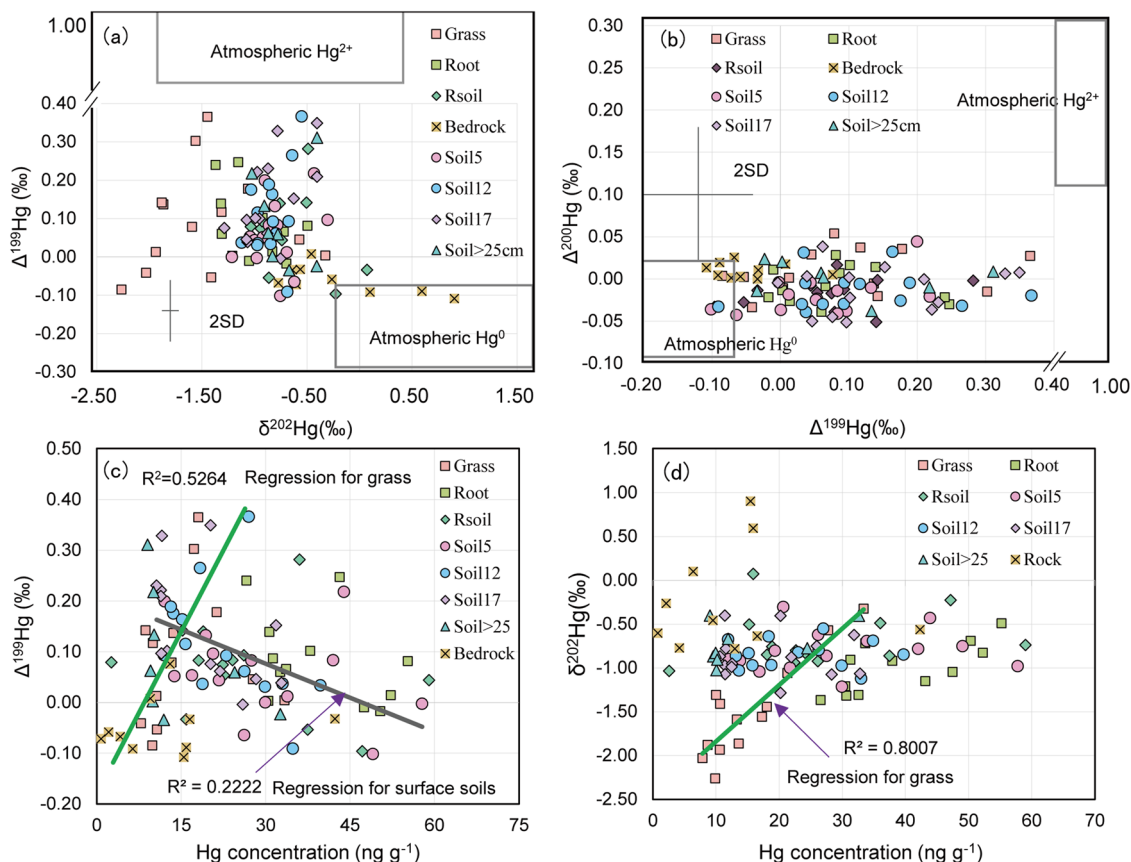 (a)
1.00
0.40
0.30
0.20
0.10
0.00
-0.10
-0.20
-0.30
Δ¹⁹⁹Hg (‰)
Atmospheric Hg²⁺
Grass
Root
Rsoil
Bedrock
Soil5
Soil12
Soil17
Soil>25cm
2SD
Atmospheric Hg⁰
-2.50 -1.50 -0.50 0.50 1.50
δ²⁰²Hg(‰)
(b)
0.30
0.25
0.20
0.15
0.10
0.05
0.00
-0.05
-0.10
Δ²⁰⁰Hg (‰)
Grass Root
Rsoil Bedrock
Soil5 Soil12
Soil17 Soil>25cm
Atmospheric Hg²⁺
2SD
Atmospheric Hg⁰
-0.20 -0.10 0.00 0.10 0.20 0.30 0.40 1.00
Δ¹⁹⁹Hg(‰)
(c)
0.50
0.40
0.30
0.20
0.10
0.00
-0.10
-0.20
Δ¹⁹⁹Hg (‰)
R²=0.5264 Regression for grass
Grass
Root
Rsoil
Soil5
Soil12
Soil17
Soil>25
Bedrock
R² = 0.2222 Regression for surface soils
0 15 30 45 60 75
Hg concentration (ng g⁻¹)
(d)
1.50
1.00
0.50
0.00
-0.50
-1.00
-1.50
-2.00
-2.50
δ²⁰²Hg(‰)
Grass Root
Rsoil Soil5
Soil12 Soil17
Soil>25 Rock
R² = 0.8007
Regression for grass
0 10 20 30 40 50 60 70
Hg concentration (ng g⁻¹)